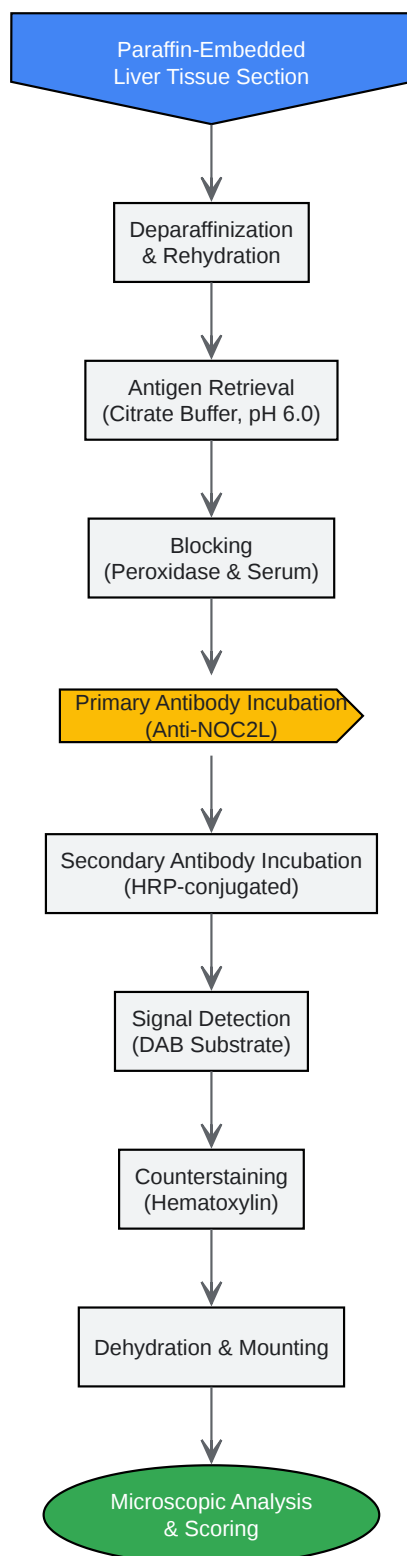 Paraffin-Embedded
Liver Tissue Section
Deparaffinization
& Rehydration
Antigen Retrieval
(Citrate Buffer, pH 6.0)
Blocking
(Peroxidase & Serum)
Primary Antibody Incubation
(Anti-NOC2L)
Secondary Antibody Incubation
(HRP-conjugated)
Signal Detection
(DAB Substrate)
Counterstaining
(Hematoxylin)
Dehydration & Mounting
Microscopic Analysis
& Scoring